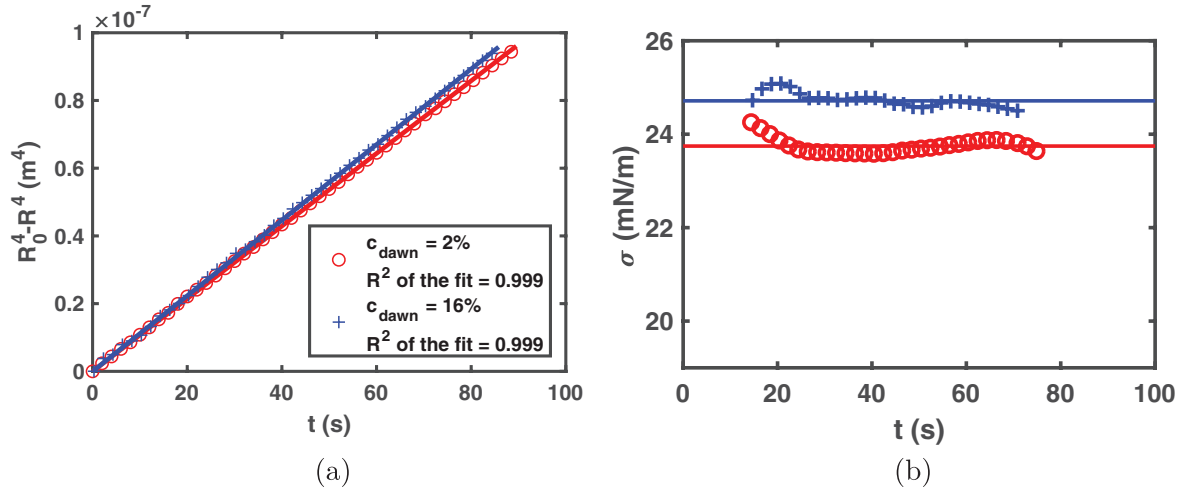 ×10⁻⁷
1
0.8
0.6
0.4
0.2
0
R₀⁴-R⁴ (m⁴)
c_dawn = 2%
R² of the fit = 0.999
c_dawn = 16%
R² of the fit = 0.999
0 20 40 60 80 100
t (s)
(a)
26
24
22
20
σ (mN/m)
0 20 40 60 80 100
t (s)
(b)